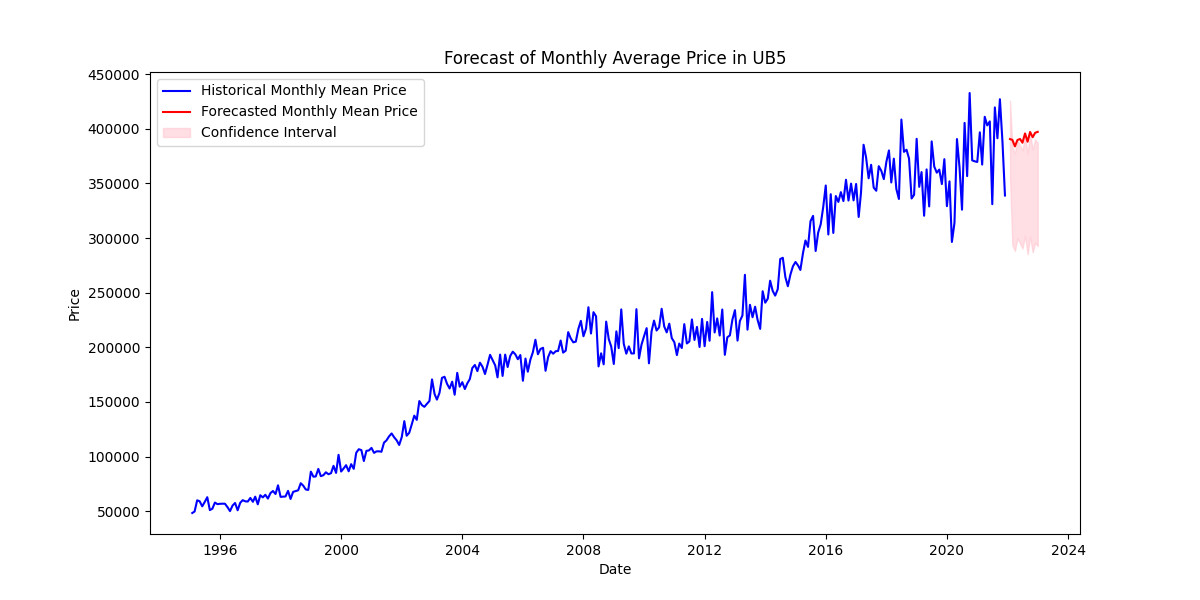 Forecast of Monthly Average Price in UB5
450000
400000
350000
300000
250000
200000
150000
100000
50000
Price
Historical Monthly Mean Price
Forecasted Monthly Mean Price
Confidence Interval
1996 2000 2004 2008 2012 2016 2020 2024
Date